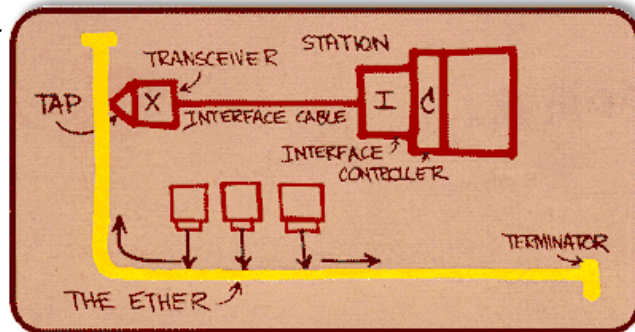 STATION
TRANSCEIVER
TAP
X
I
C
INTERFACE CABLE
INTERFACE
CONTROLLER
TERMINATOR
THE ETHER